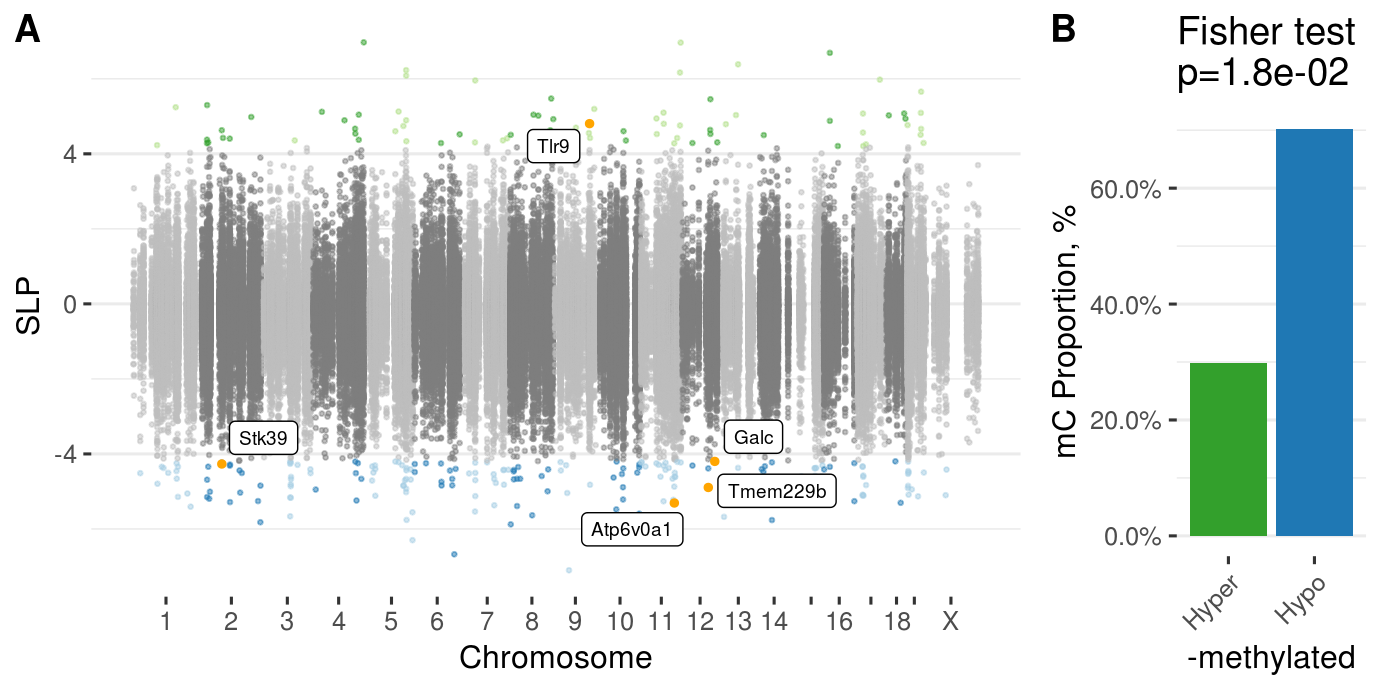 A
SLP
4
0
-4
Tlr9
Stk39
Galc
Tmem229b
Atp6v0a1
1 2 3 4 5 6 7 8 9 10 11 12 13 14 16 18 X
Chromosome
B
Fisher test
p=1.8e-02
mC Proportion, %
60.0%
40.0%
20.0%
0.0%
Hyper Hypo
-methylated